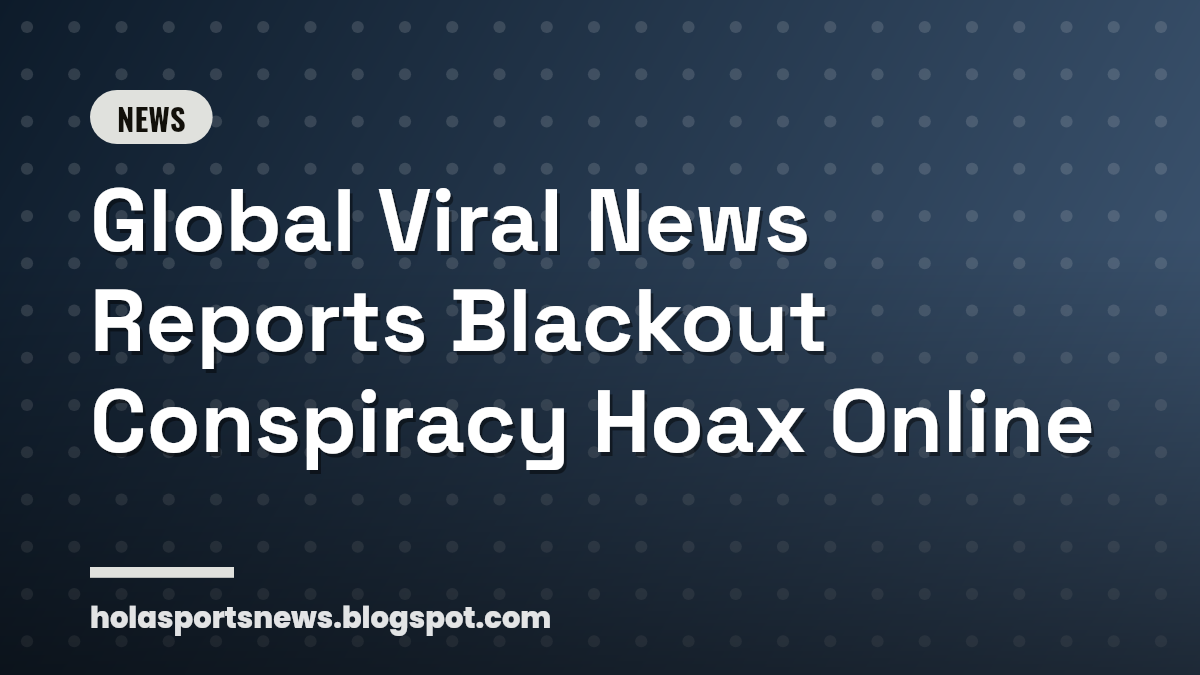 NEWS
Global Viral News
Reports Blackout
Conspiracy Hoax Online
holasportsnews.blogspot.com